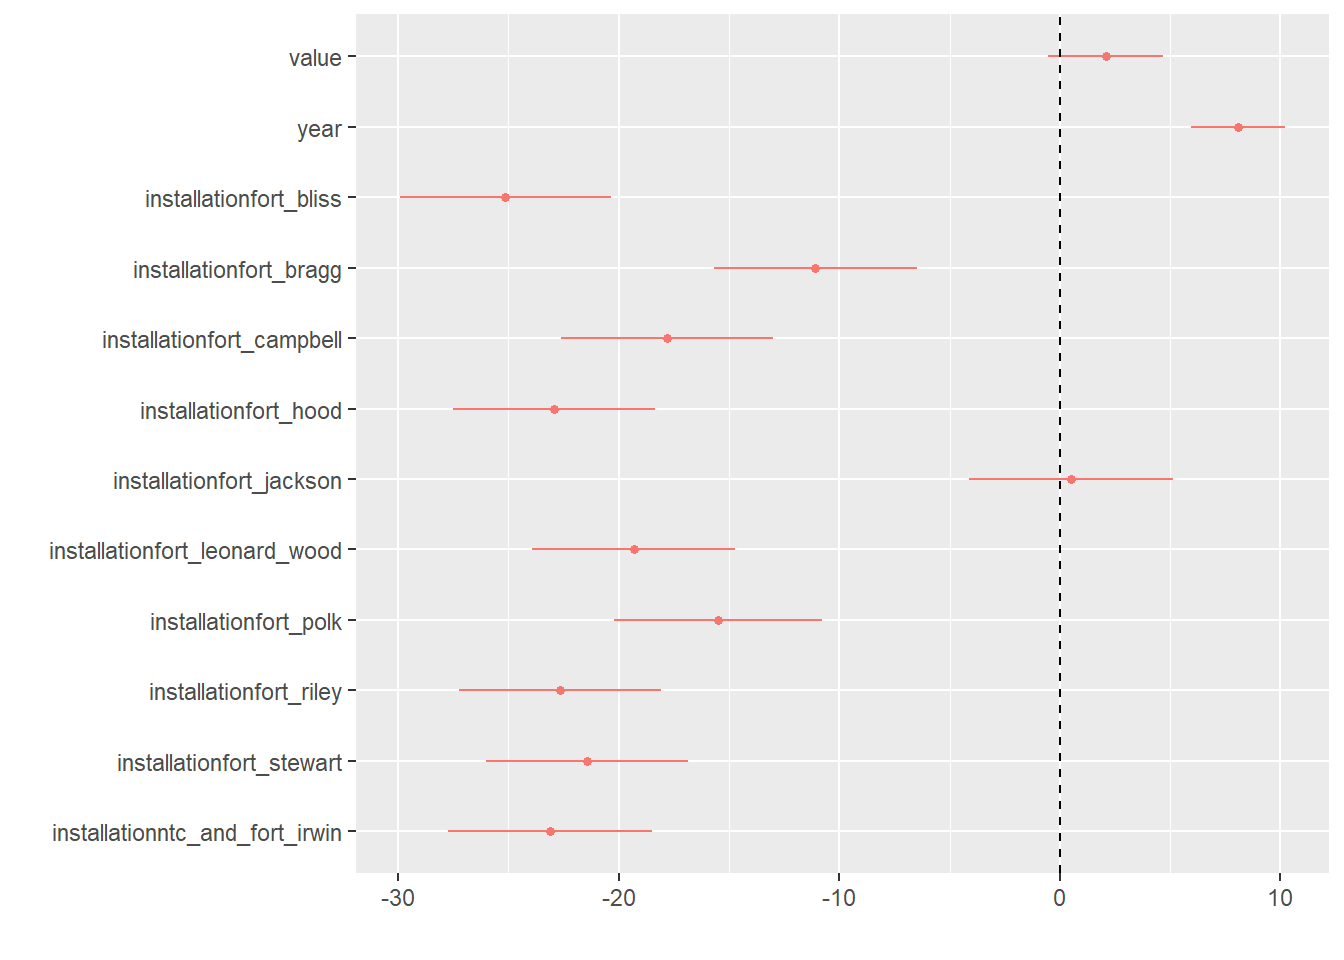 value
year
installationfort_bliss
installationfort_bragg
installationfort_campbell
installationfort_hood
installationfort_jackson
installationfort_leonard_wood
installationfort_polk
installationfort_riley
installationfort_stewart
installationntc_and_fort_irwin
-30 -20 -10 0 10